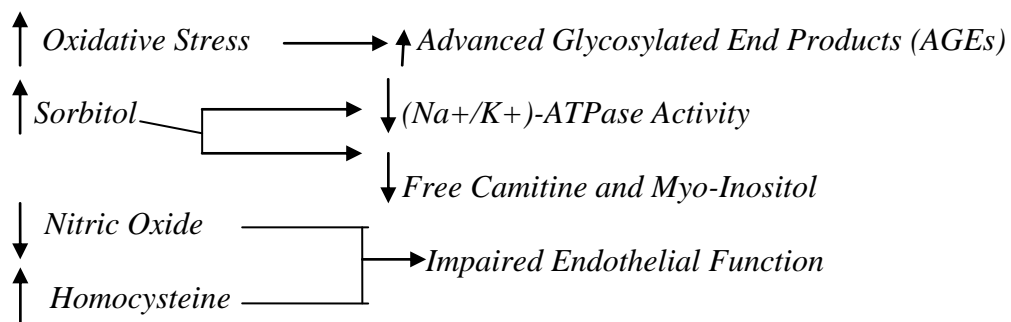 Oxidative Stress Advanced Glycosylated End Products (AGEs)
Sorbitol (Na+/K+)-ATPase Activity
Free Camitine and Myo-Inositol
Nitric Oxide
Impaired Endothelial Function
Homocysteine